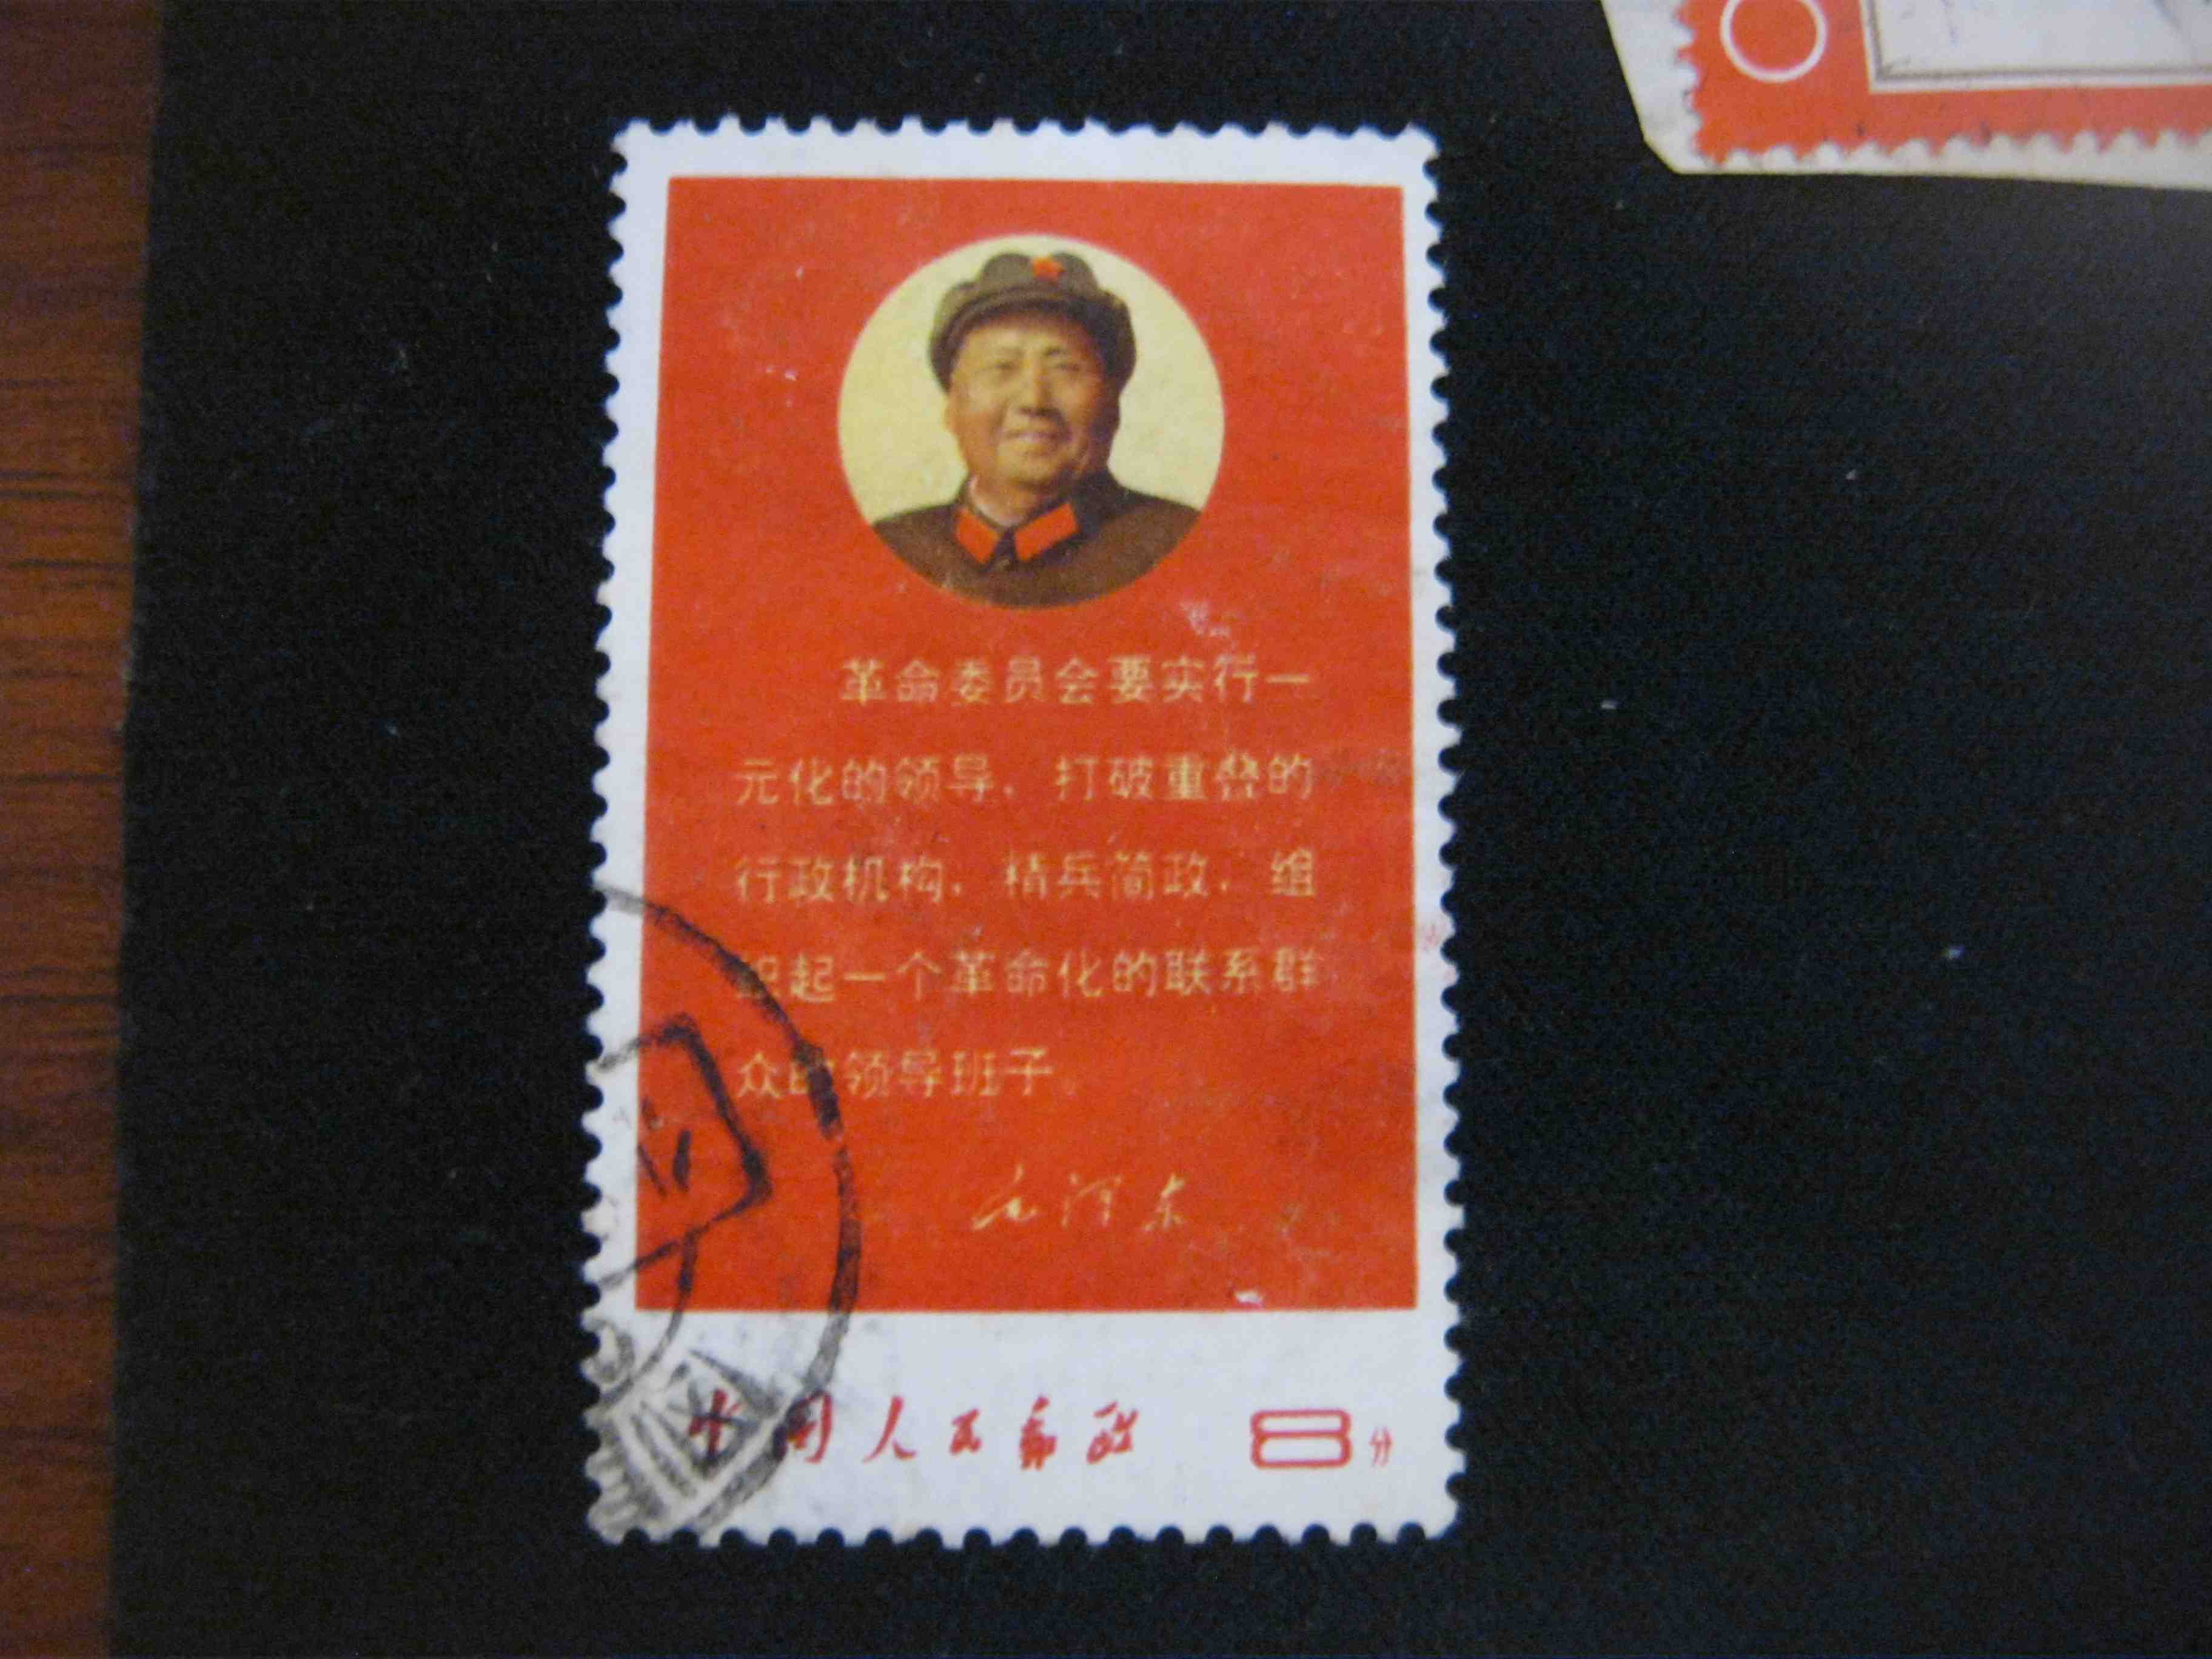 革命委员会要实行一
元化的领导，打破重叠的
行政机构，精兵简政，组
织起一个革命化的联系群
众的领导班子。
毛泽东
中国人民邮政 8分